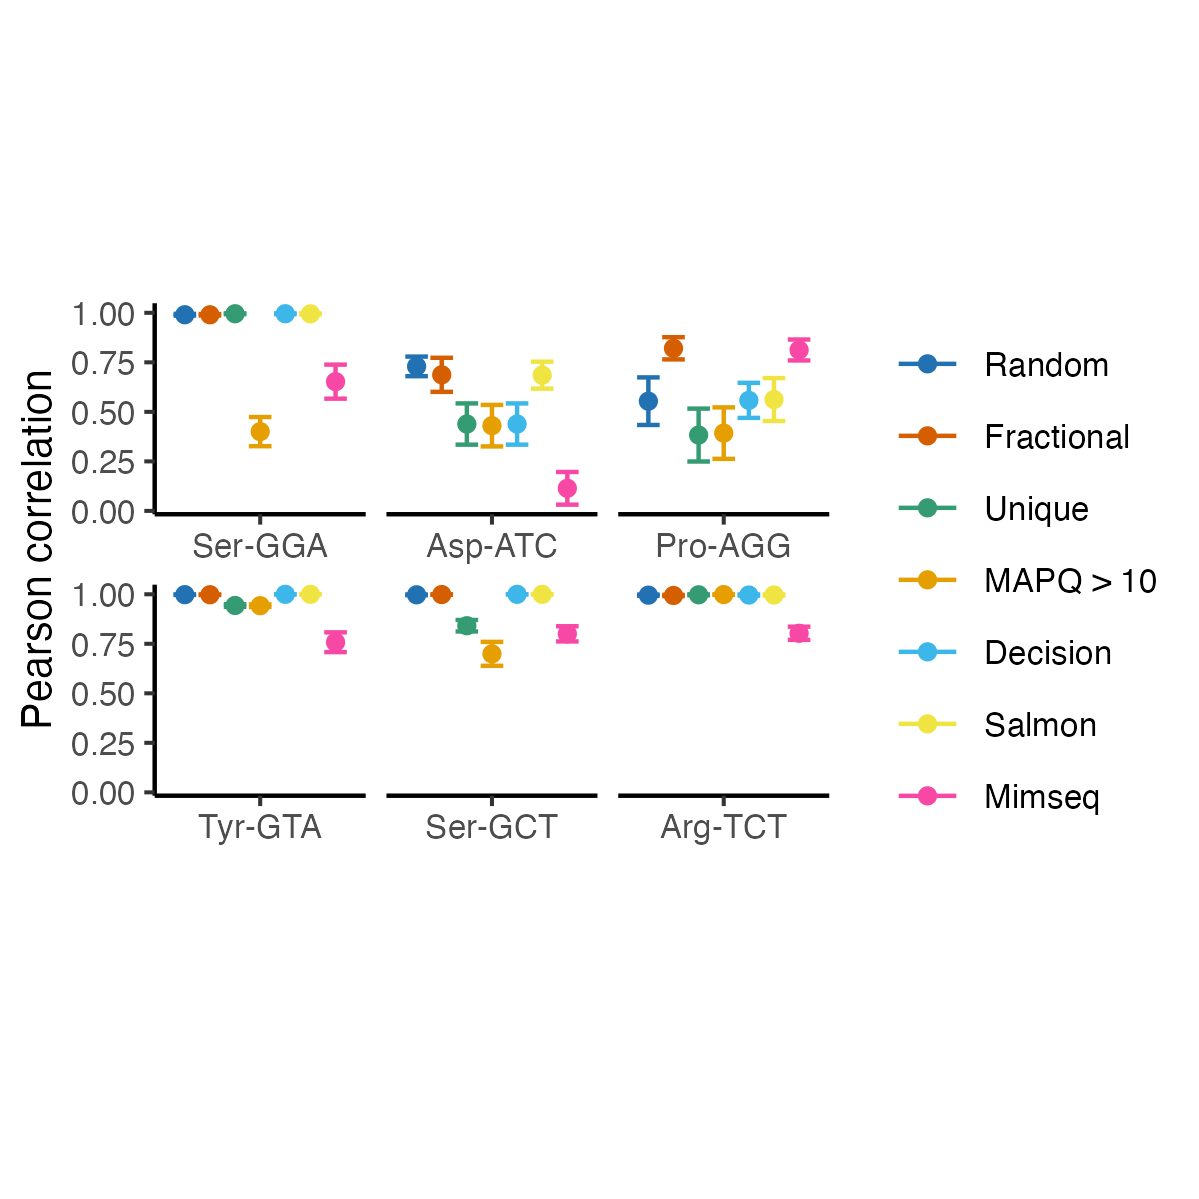 Pearson correlation
1.00
0.75
0.50
0.25
0.00
Ser-GGA
Asp-ATC
Pro-AGG
1.00
0.75
0.50
0.25
0.00
Tyr-GTA
Ser-GCT
Arg-TCT
Random
Fractional
Unique
MAPQ > 10
Decision
Salmon
Mimseq